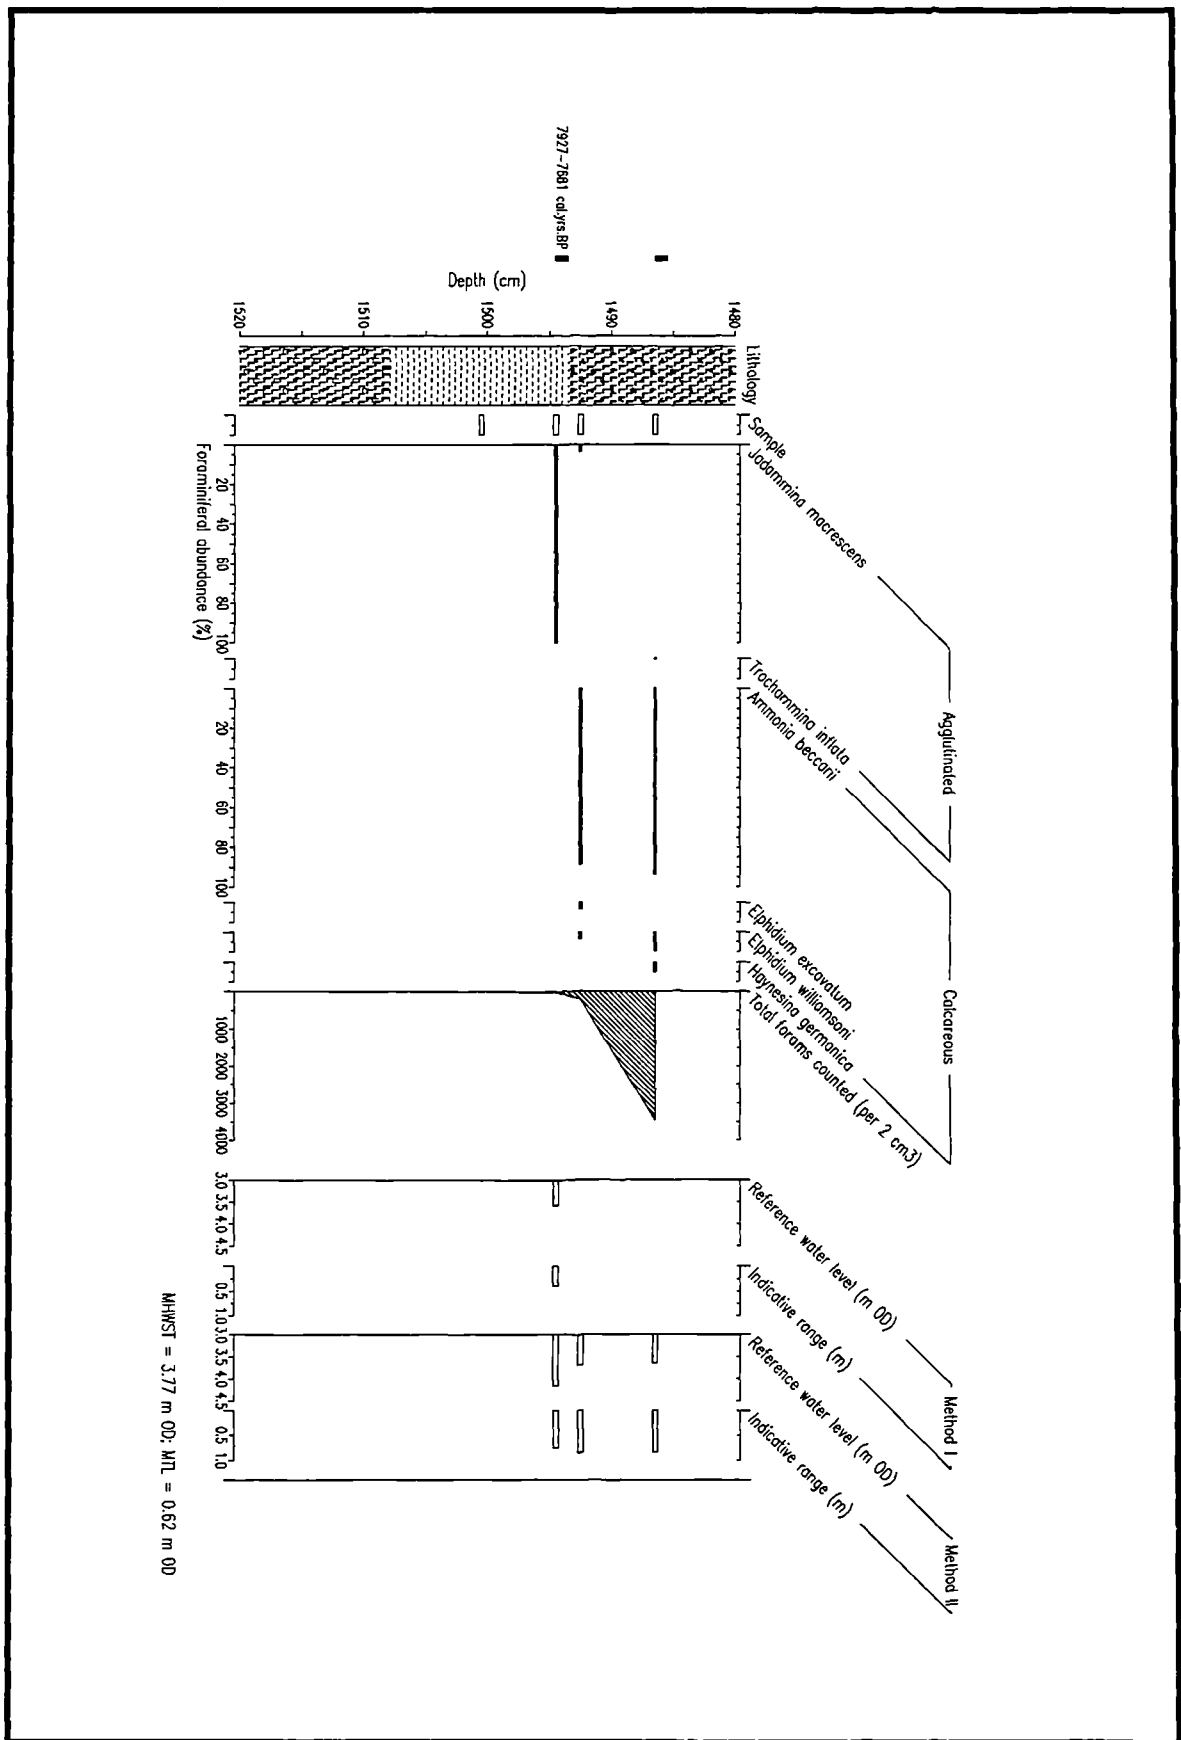 Agglutinated
Calcareous
Method I
Method II
Lithology
Sample
Jadammina macrescens
Trochammina inflata
Ammonia beccarii
Elphidium excavatum
Elphidium williamsoni
Haynesina germanica
Total forams counted (per 2 cm3)
Reference water level (m OD)
Indicative range (m)
Reference water level (m OD)
Indicative range (m)
1480
1490
1500
1510
1520
Depth (cm)
7927-7681 cal.yrs.BP
20 40 60 80 100
20 40 60 80 100
1000 2000 3000 4000
3.0 3.5 4.0 4.5
0.5 1.0
3.0 3.5 4.0 4.5
0.5 1.0
Foraminiferal abundance (%)
MHWST = 3.77 m OD; MTL = 0.62 m OD